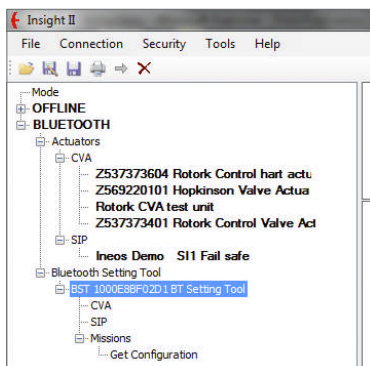 Insight II
File Connection Security Tools Help
Mode
OFFLINE
BLUETOOTH
Actuators
CVA
Z537373604 Rotork Control hart actu
Z569220101 Hopkinson Valve Actua
Rotork CVA test unit
Z537373401 Rotork Control Valve Act
SIP
Ineos Demo SI1 Fail safe
Bluetooth Setting Tool
BST 1000E8BF02D1 BT Setting Tool
CVA
SIP
Missions
Get Configuration